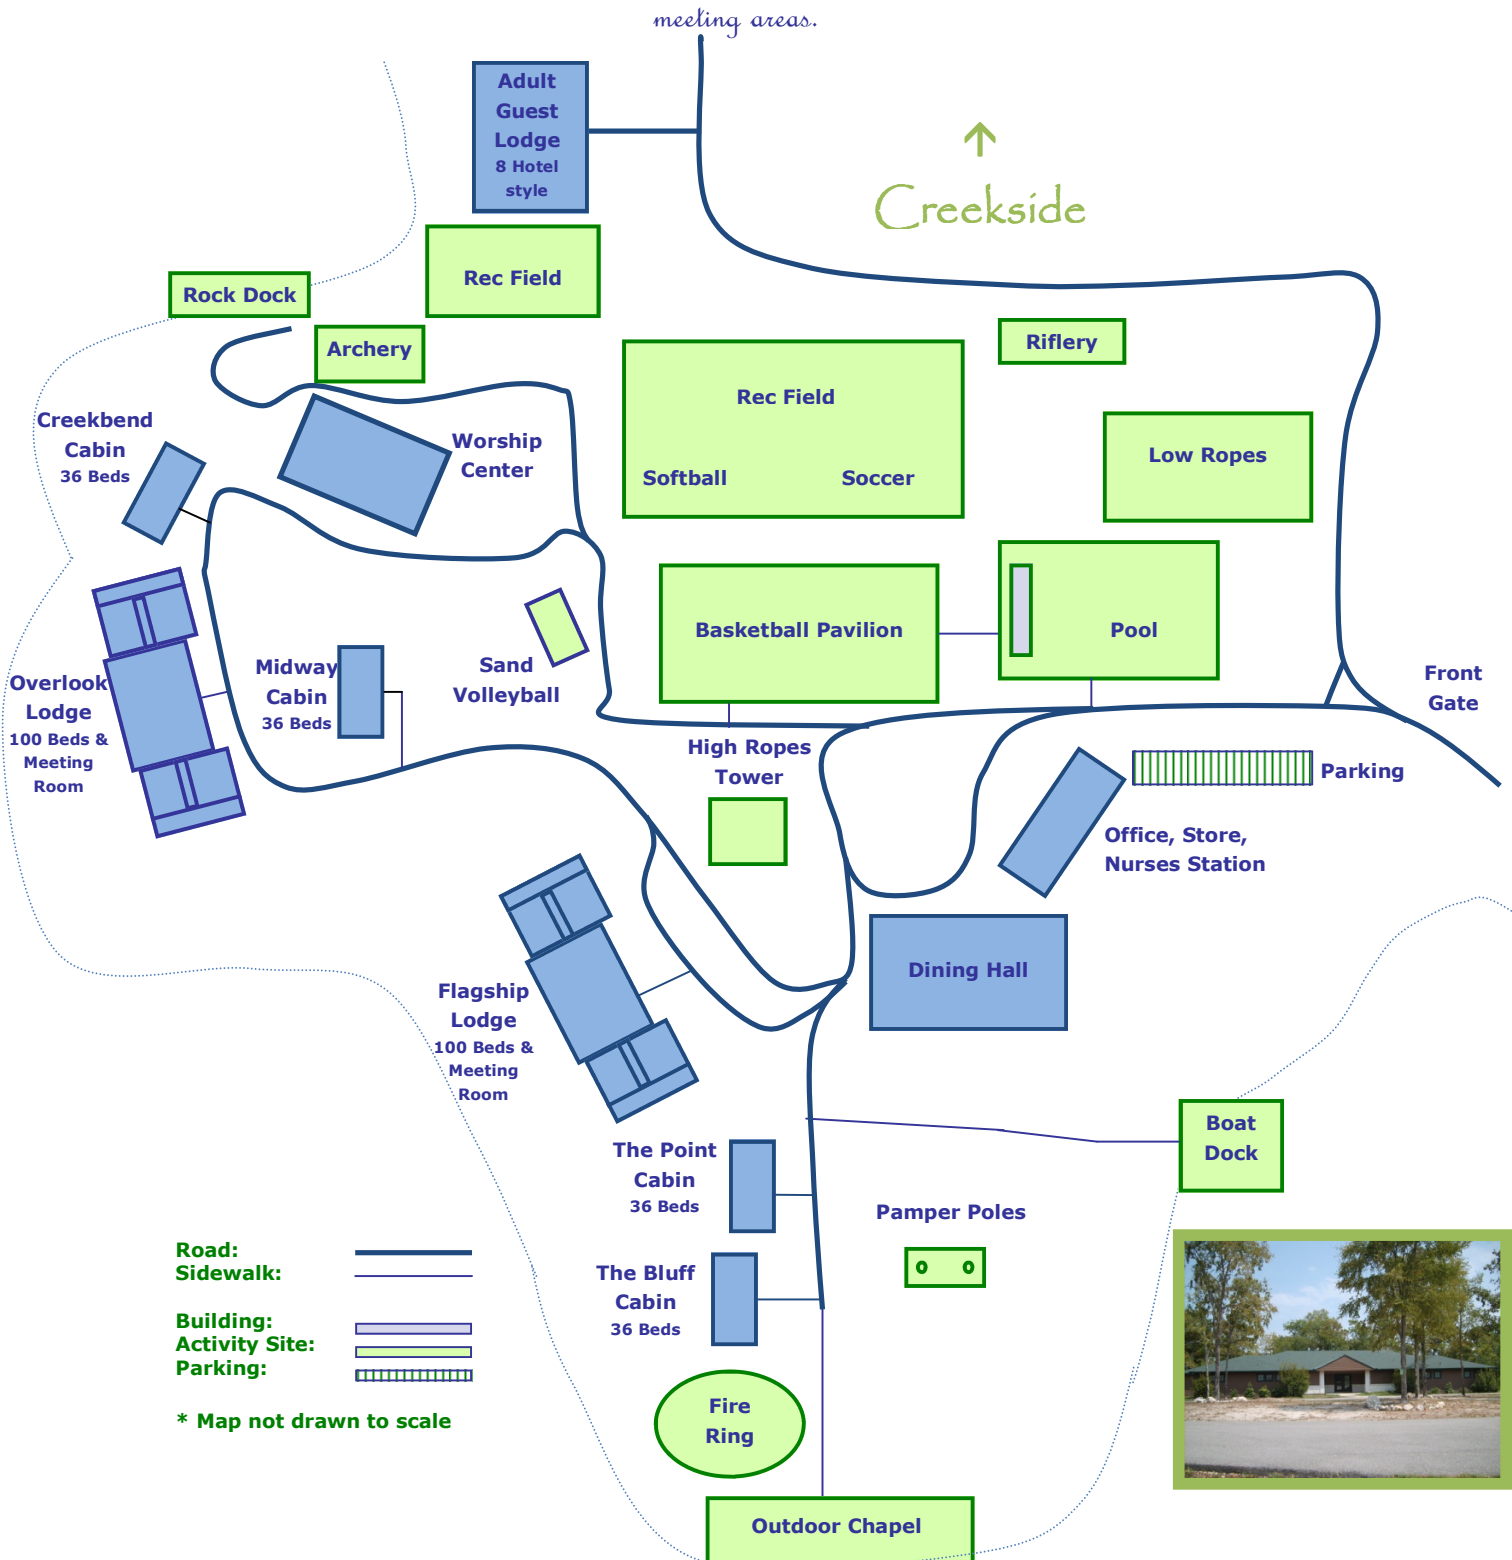 meeting areas.
Adult
Guest
Lodge
8 Hotel
style
↑
Creekside
Rec Field
Rock Dock
Archery
Riflery
Rec Field
Softball Soccer
Creekbend
Cabin
36 Beds
Worship
Center
Low Ropes
Basketball Pavilion
Pool
Sand
Volleyball
Midway
Cabin
36 Beds
Overlook
Lodge
100 Beds &
Meeting
Room
Front
Gate
High Ropes
Tower
Parking
Office, Store,
Nurses Station
Dining Hall
Flagship
Lodge
100 Beds &
Meeting
Room
Boat
Dock
The Point
Cabin
36 Beds
Pamper Poles
The Bluff
Cabin
36 Beds
Road:
Sidewalk:
Building:
Activity Site:
Parking:
* Map not drawn to scale
Fire
Ring
Outdoor Chapel